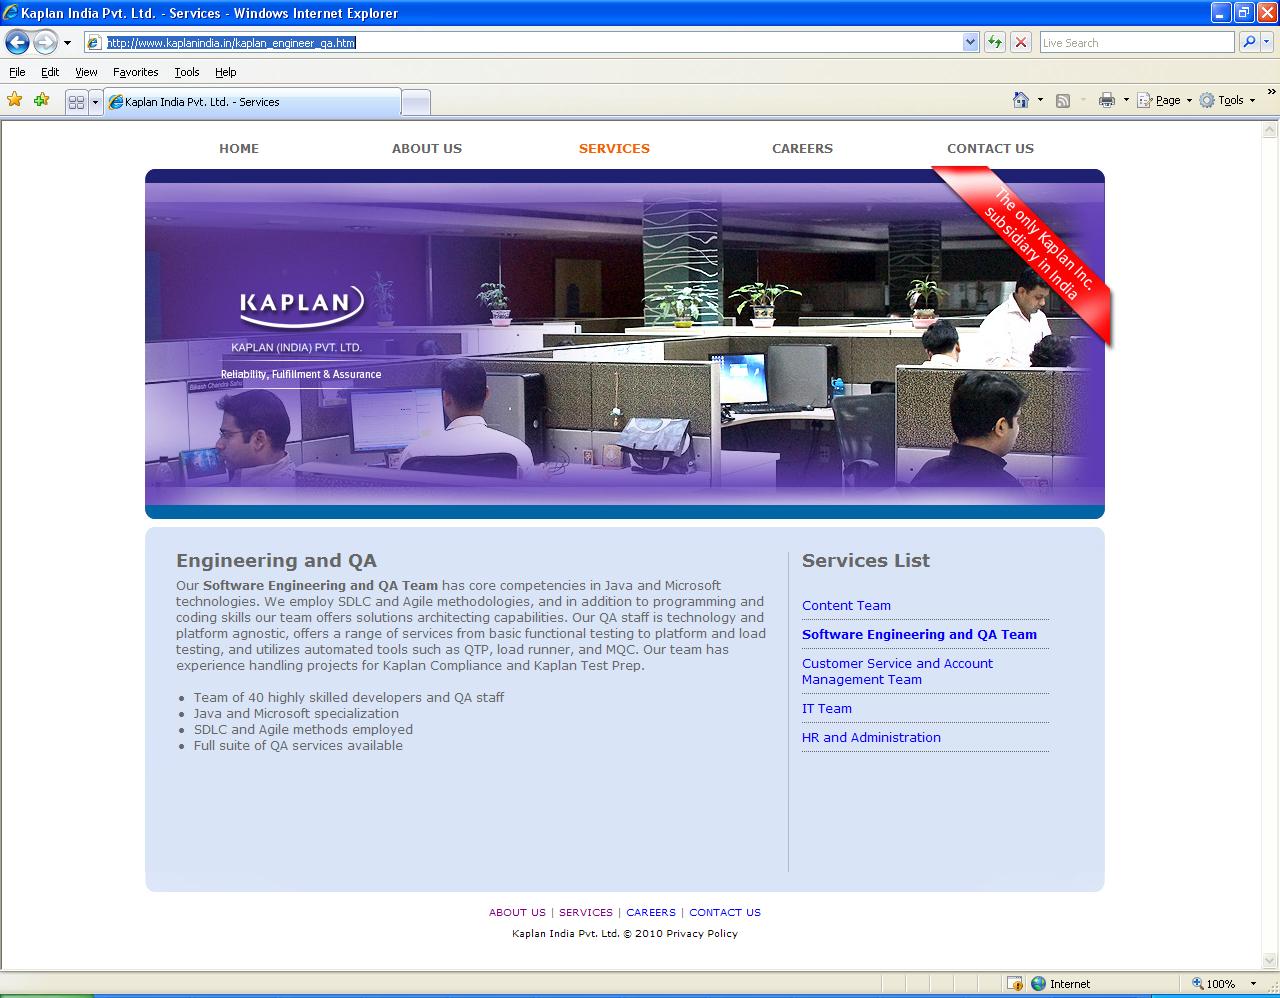 Kaplan India Pvt. Ltd. - Services - Windows Internet Explorer
http://www.kaplanindia.in/kaplan_engineer_qa.htm
Live Search
File Edit View Favorites Tools Help
Kaplan India Pvt. Ltd. - Services
Page Tools
HOME ABOUT US SERVICES CAREERS CONTACT US
The only Kaplan Inc.
subsidiary in India
KAPLAN
KAPLAN (INDIA) PVT. LTD.
Reliability, Fulfillment & Assurance
Bikash Chandra Sahu
Engineering and QA
Our Software Engineering and QA Team has core competencies in Java and Microsoft
technologies. We employ SDLC and Agile methodologies, and in addition to programming and
coding skills our team offers solutions architecting capabilities. Our QA staff is technology and
platform agnostic, offers a range of services from basic functional testing to platform and load
testing, and utilizes automated tools such as QTP, load runner, and MQC. Our team has
experience handling projects for Kaplan Compliance and Kaplan Test Prep.
• Team of 40 highly skilled developers and QA staff
• Java and Microsoft specialization
• SDLC and Agile methods employed
• Full suite of QA services available
Services List
Content Team
Software Engineering and QA Team
Customer Service and Account
Management Team
IT Team
HR and Administration
ABOUT US | SERVICES | CAREERS | CONTACT US
Kaplan India Pvt. Ltd. © 2010 Privacy Policy
Internet
100%